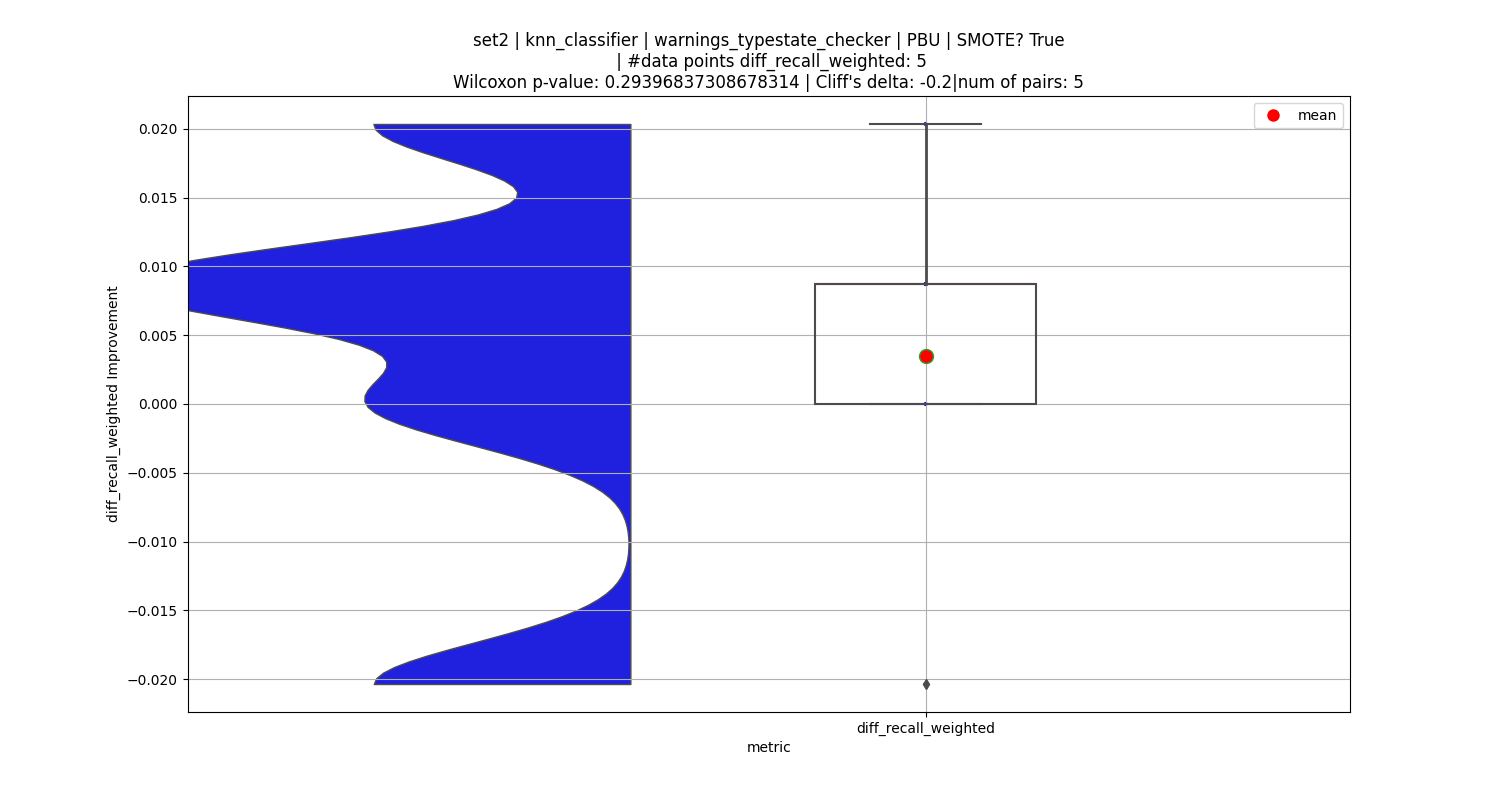 set2 | knn_classifier | warnings_typestate_checker | PBU | SMOTE? True
| #data points diff_recall_weighted: 5
Wilcoxon p-value: 0.29396837308678314 | Cliff's delta: -0.2|num of pairs: 5
mean
0.020
0.015
0.010
0.005
0.000
−0.005
−0.010
−0.015
−0.020
diff_recall_weighted Improvement
diff_recall_weighted
metric